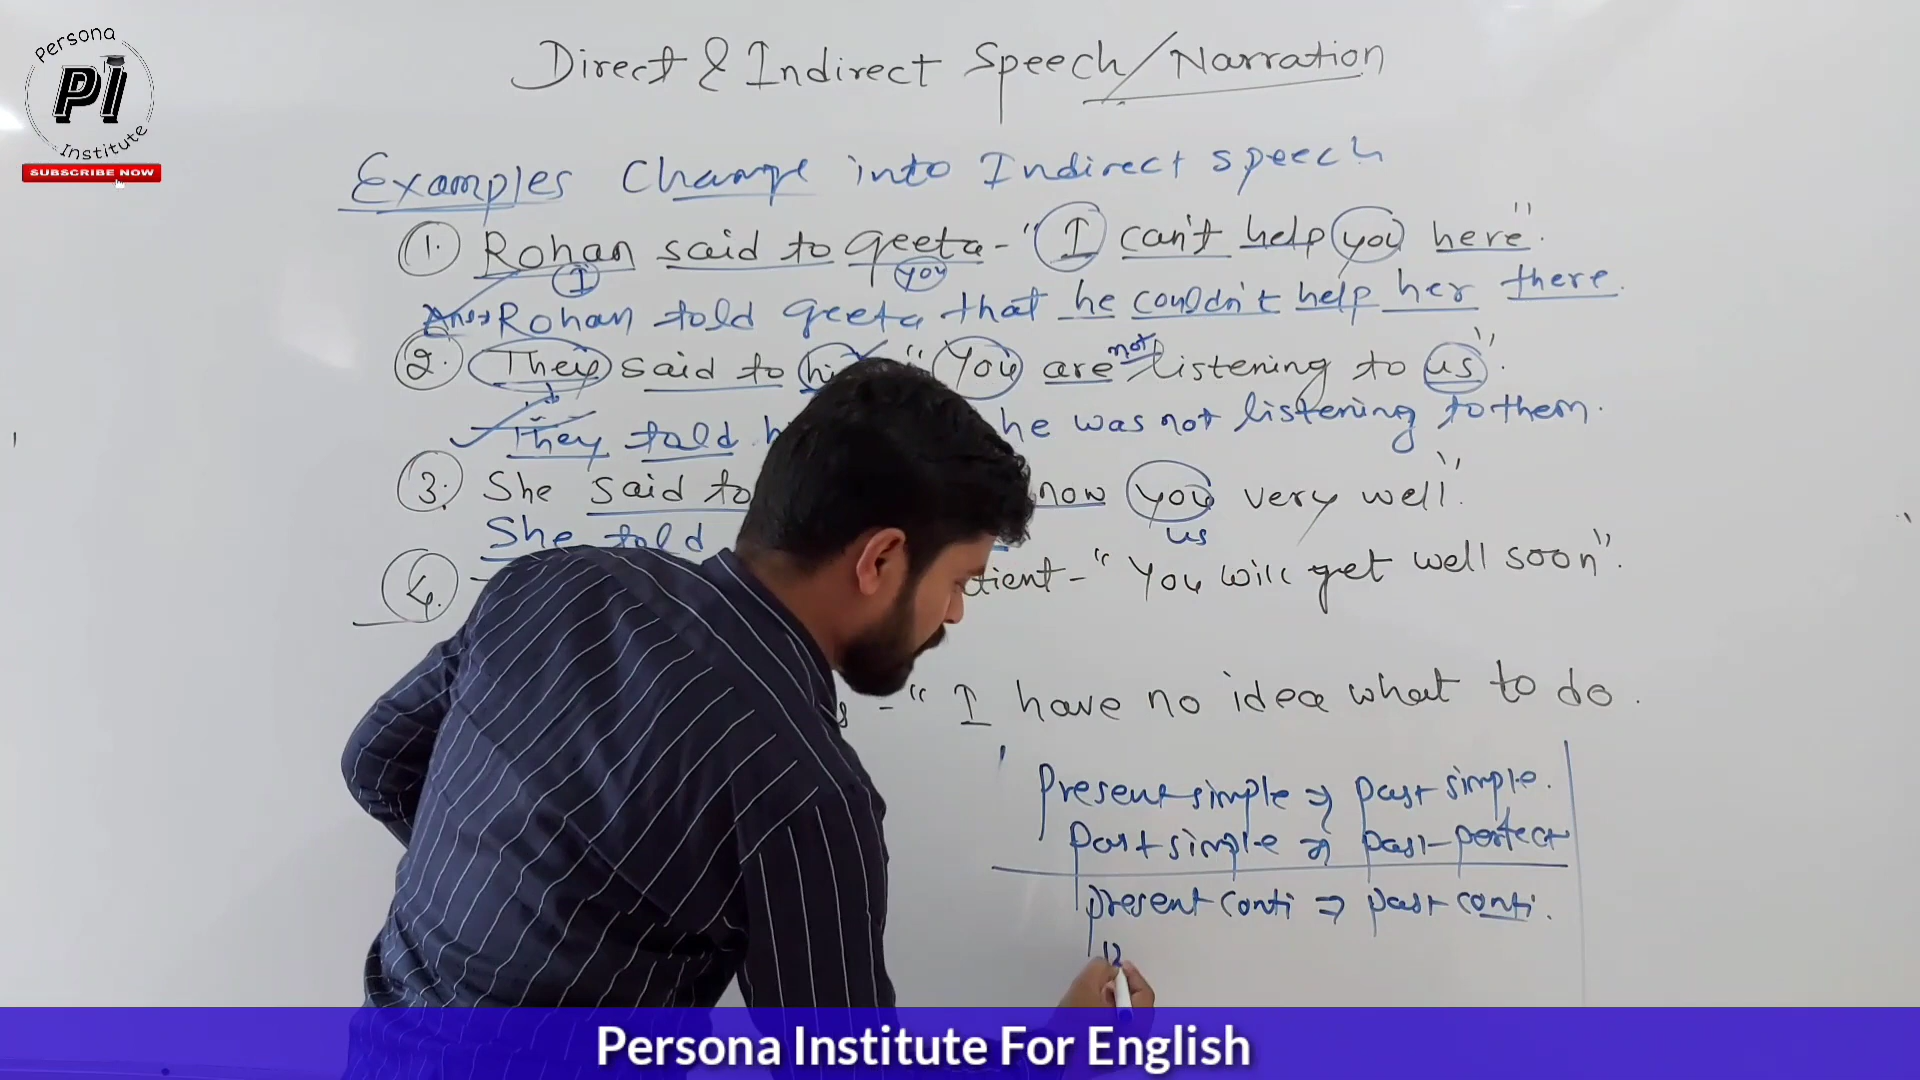 Persona
PI
Institute
SUBSCRIBE NOW
Direct & Indirect Speech/Narration
Examples Change into Indirect speech
1. Rohan said to geeta - "I can't help you here".
I you
Ans→ Rohan told geeta that he couldn't help her there.
not
2. They said to "You are listening to us".
They told he was not listening to them.
3. She said to you very well".
us
She told
4. "You will get well soon".
- "I have no idea what to do.
Present simple ⇒ past simple.
Past simple ⇒ past-perfect
present conti ⇒ past conti.
Persona Institute For English